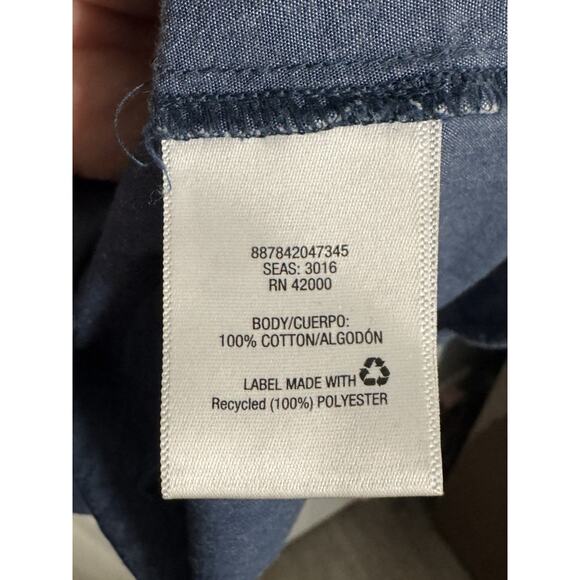 887842047345
SEAS: 3016
RN 42000
BODY/CUERPO:
100% COTTON/ALGODÓN
LABEL MADE WITH
Recycled (100%) POLYESTER